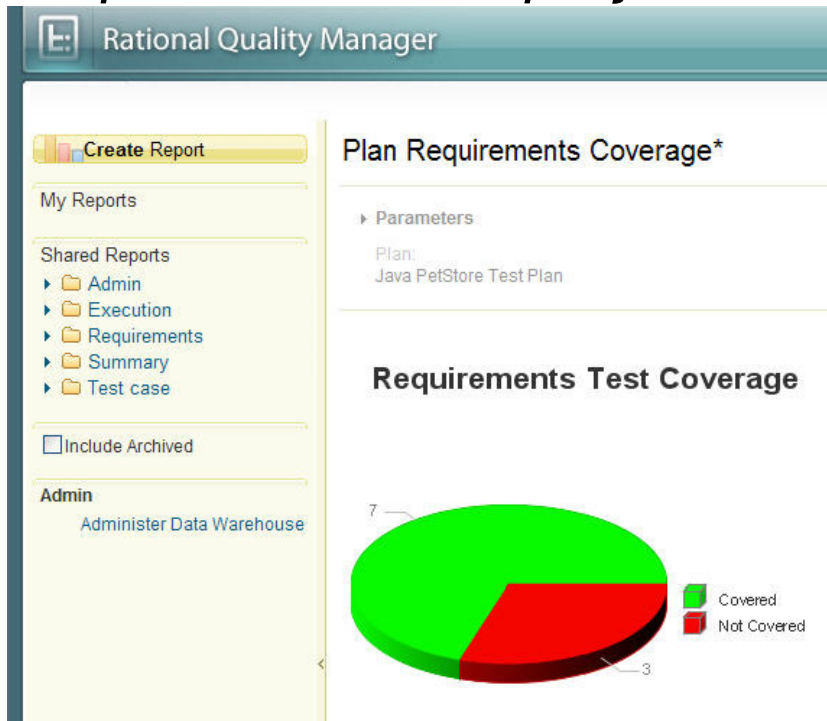 Rational Quality Manager
Create Report
My Reports
Shared Reports
Admin
Execution
Requirements
Summary
Test case
Include Archived
Admin
Administer Data Warehouse
Plan Requirements Coverage*
Parameters
Plan:
Java PetStore Test Plan
Requirements Test Coverage
7
Covered
Not Covered
3